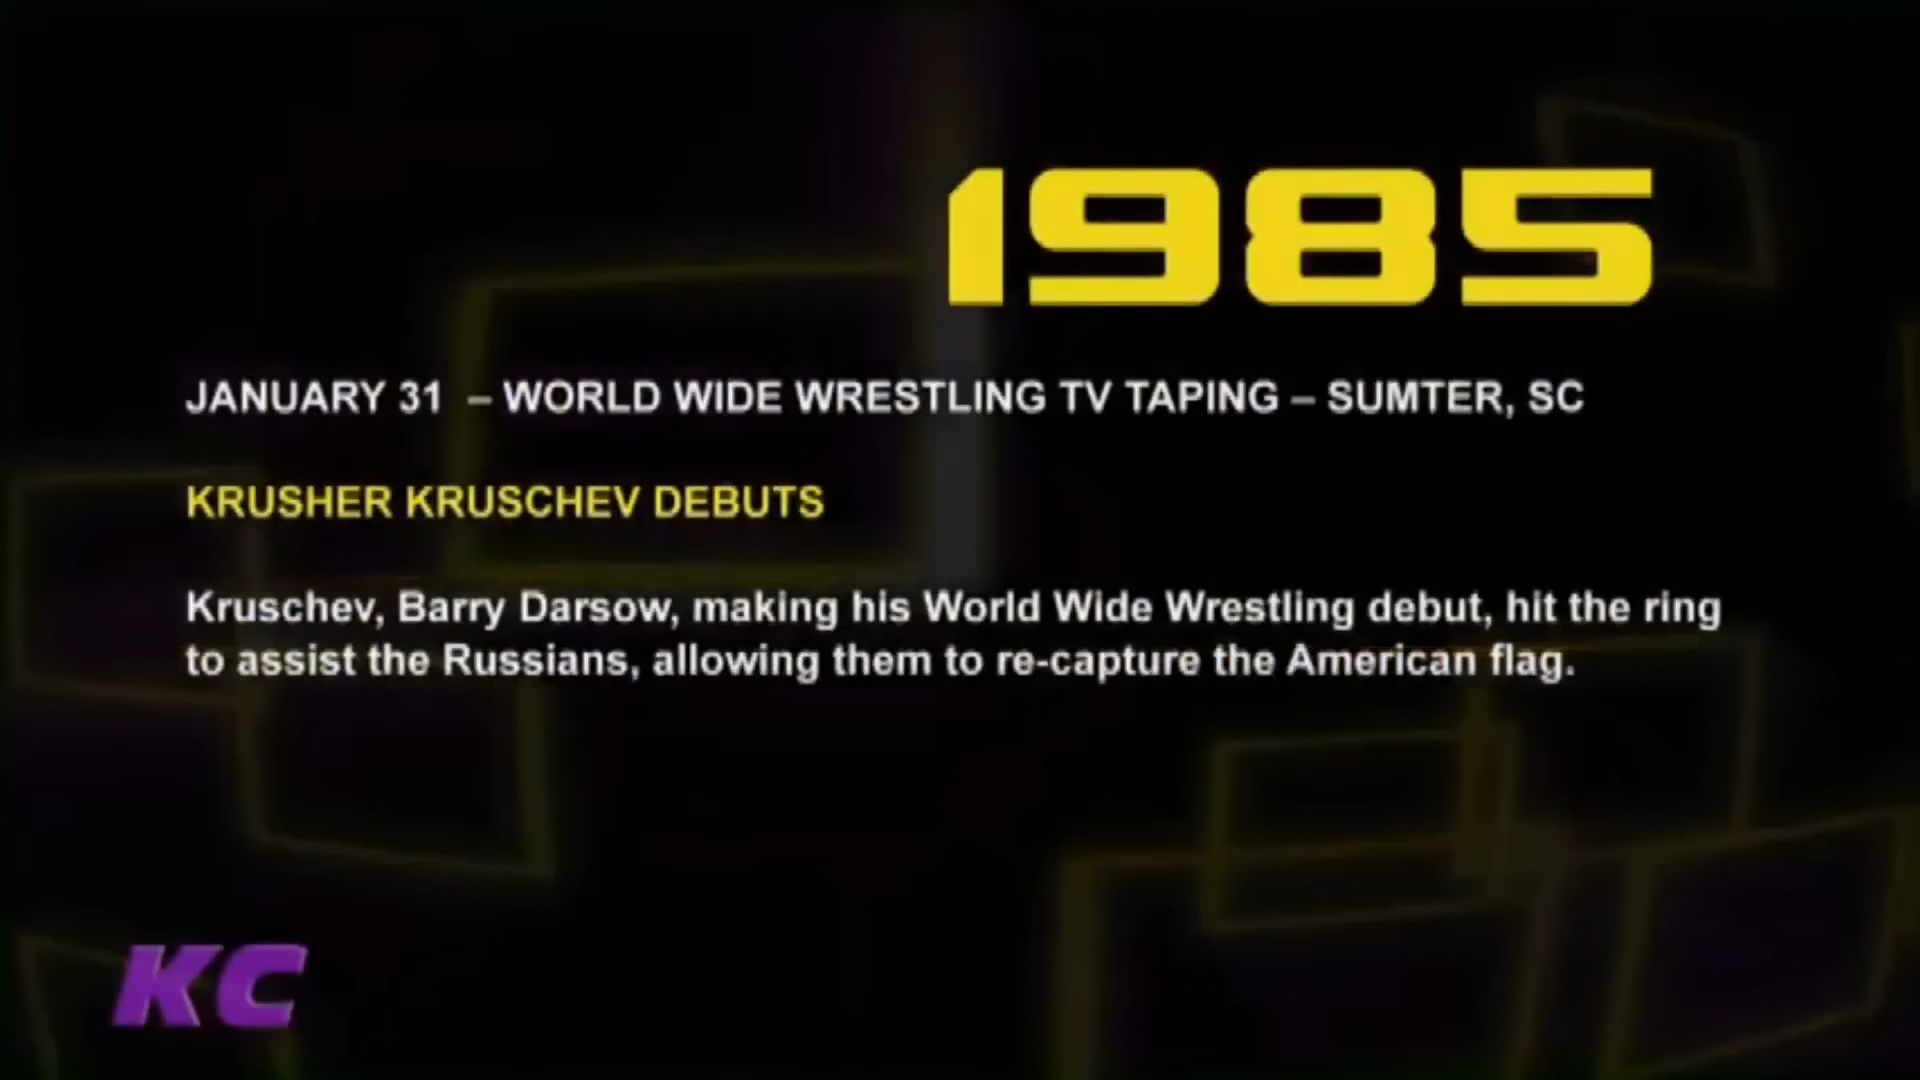 1985
JANUARY 31 – WORLD WIDE WRESTLING TV TAPING – SUMTER, SC
KRUSHER KRUSCHEV DEBUTS
Kruschev, Barry Darsow, making his World Wide Wrestling debut, hit the ring
to assist the Russians, allowing them to re-capture the American flag.
KC